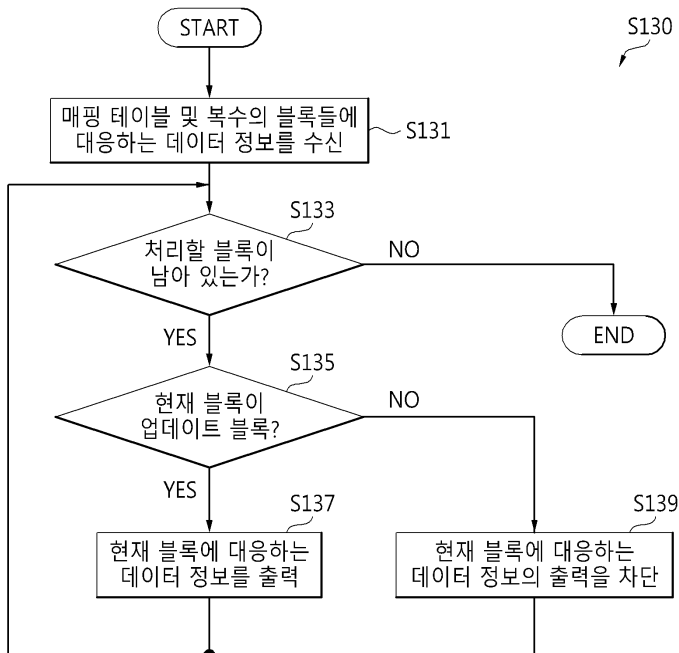 START
S130
매핑 테이블 및 복수의 블록들에
대응하는 데이터 정보를 수신
S131
S133
처리할 블록이
남아 있는가?
NO
YES
END
S135
현재 블록이
업데이트 블록?
NO
YES
S137
현재 블록에 대응하는
데이터 정보를 출력
S139
현재 블록에 대응하는
데이터 정보의 출력을 차단